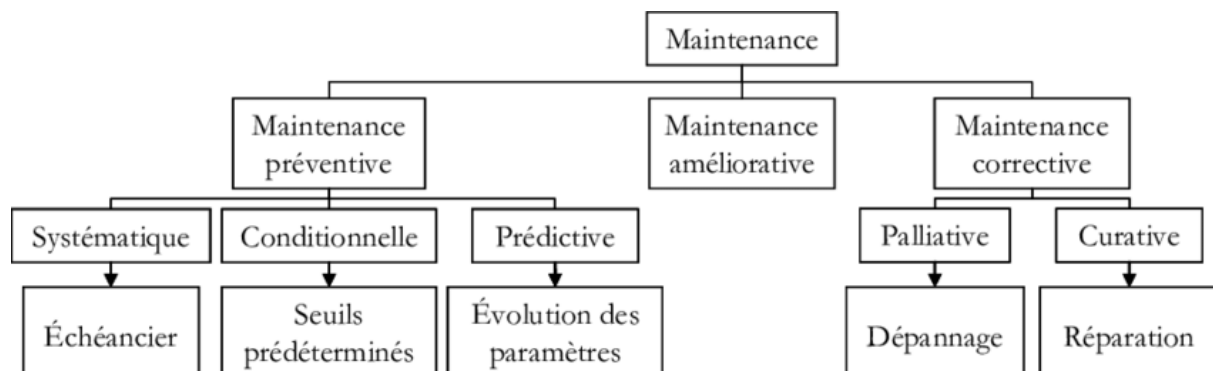 Maintenance
Maintenance
préventive
Maintenance
améliorative
Maintenance
corrective
Systématique
Conditionnelle
Prédictive
Palliative
Curative
Échéancier
Seuils
prédéterminés
Évolution des
paramètres
Dépannage
Réparation